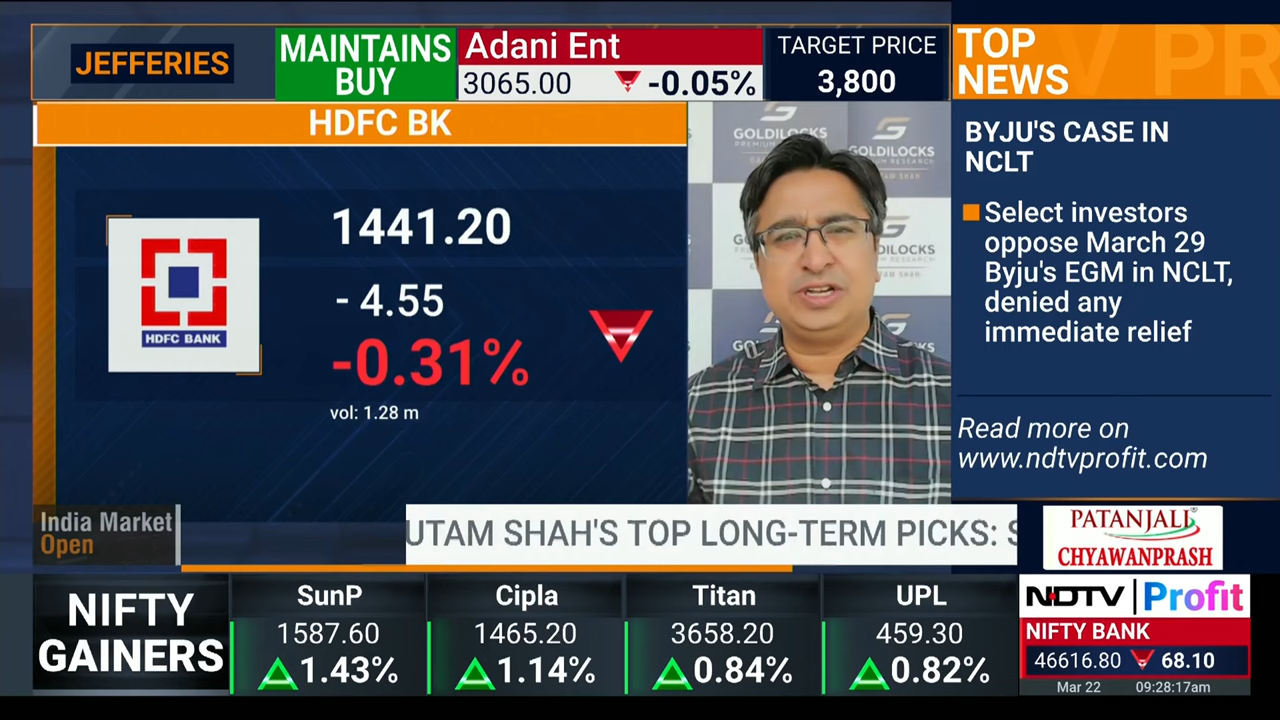 JEFFERIES
MAINTAINS
BUY
Adani Ent
3065.00 -0.05%
TARGET PRICE
3,800
TOP
NEWS
HDFC BK
1441.20
- 4.55
-0.31%
vol: 1.28 m
HDFC BANK
GOLDILOCKS
GOLDILOCKS
BYJU'S CASE IN
NCLT
Select investors
oppose March 29
Byju's EGM in NCLT,
denied any
immediate relief
Read more on
www.ndtvprofit.com
India Market
Open
UTAM SHAH'S TOP LONG-TERM PICKS: S
PATANJALI
CHYAWANPRASH
NIFTY
GAINERS
SunP
1587.60
1.43%
Cipla
1465.20
1.14%
Titan
3658.20
0.84%
UPL
459.30
0.82%
NDTV Profit
NIFTY BANK
46616.80 68.10
Mar 22 09:28:17am